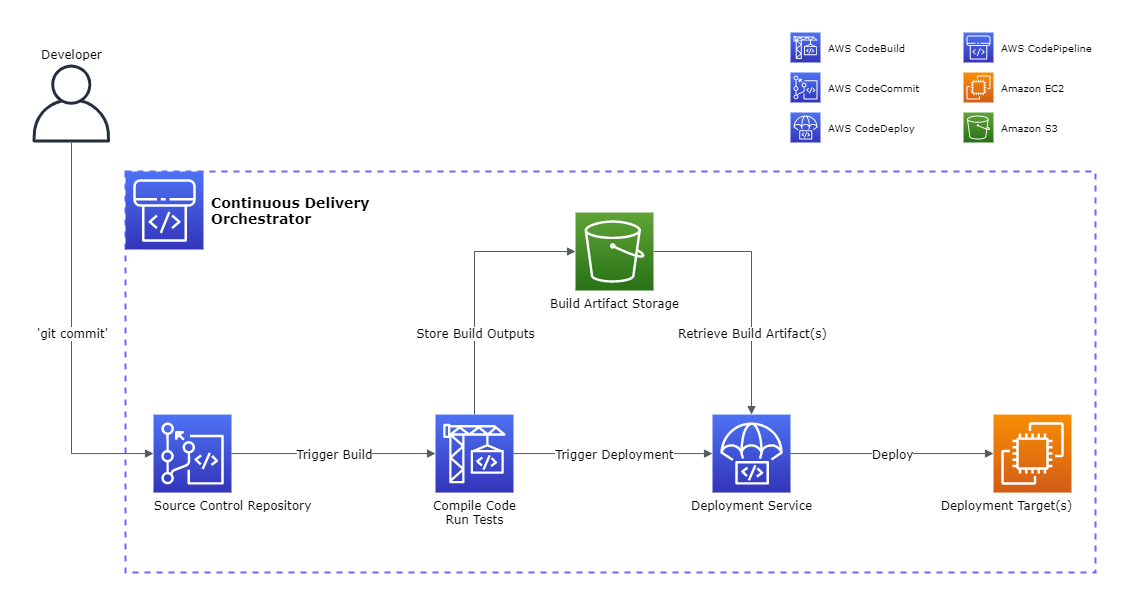 Developer
AWS CodeBuild
AWS CodePipeline
AWS CodeCommit
Amazon EC2
AWS CodeDeploy
Amazon S3
Continuous Delivery
Orchestrator
Build Artifact Storage
'git commit'
Store Build Outputs
Retrieve Build Artifact(s)
Trigger Build
Trigger Deployment
Deploy
Source Control Repository
Compile Code
Run Tests
Deployment Service
Deployment Target(s)